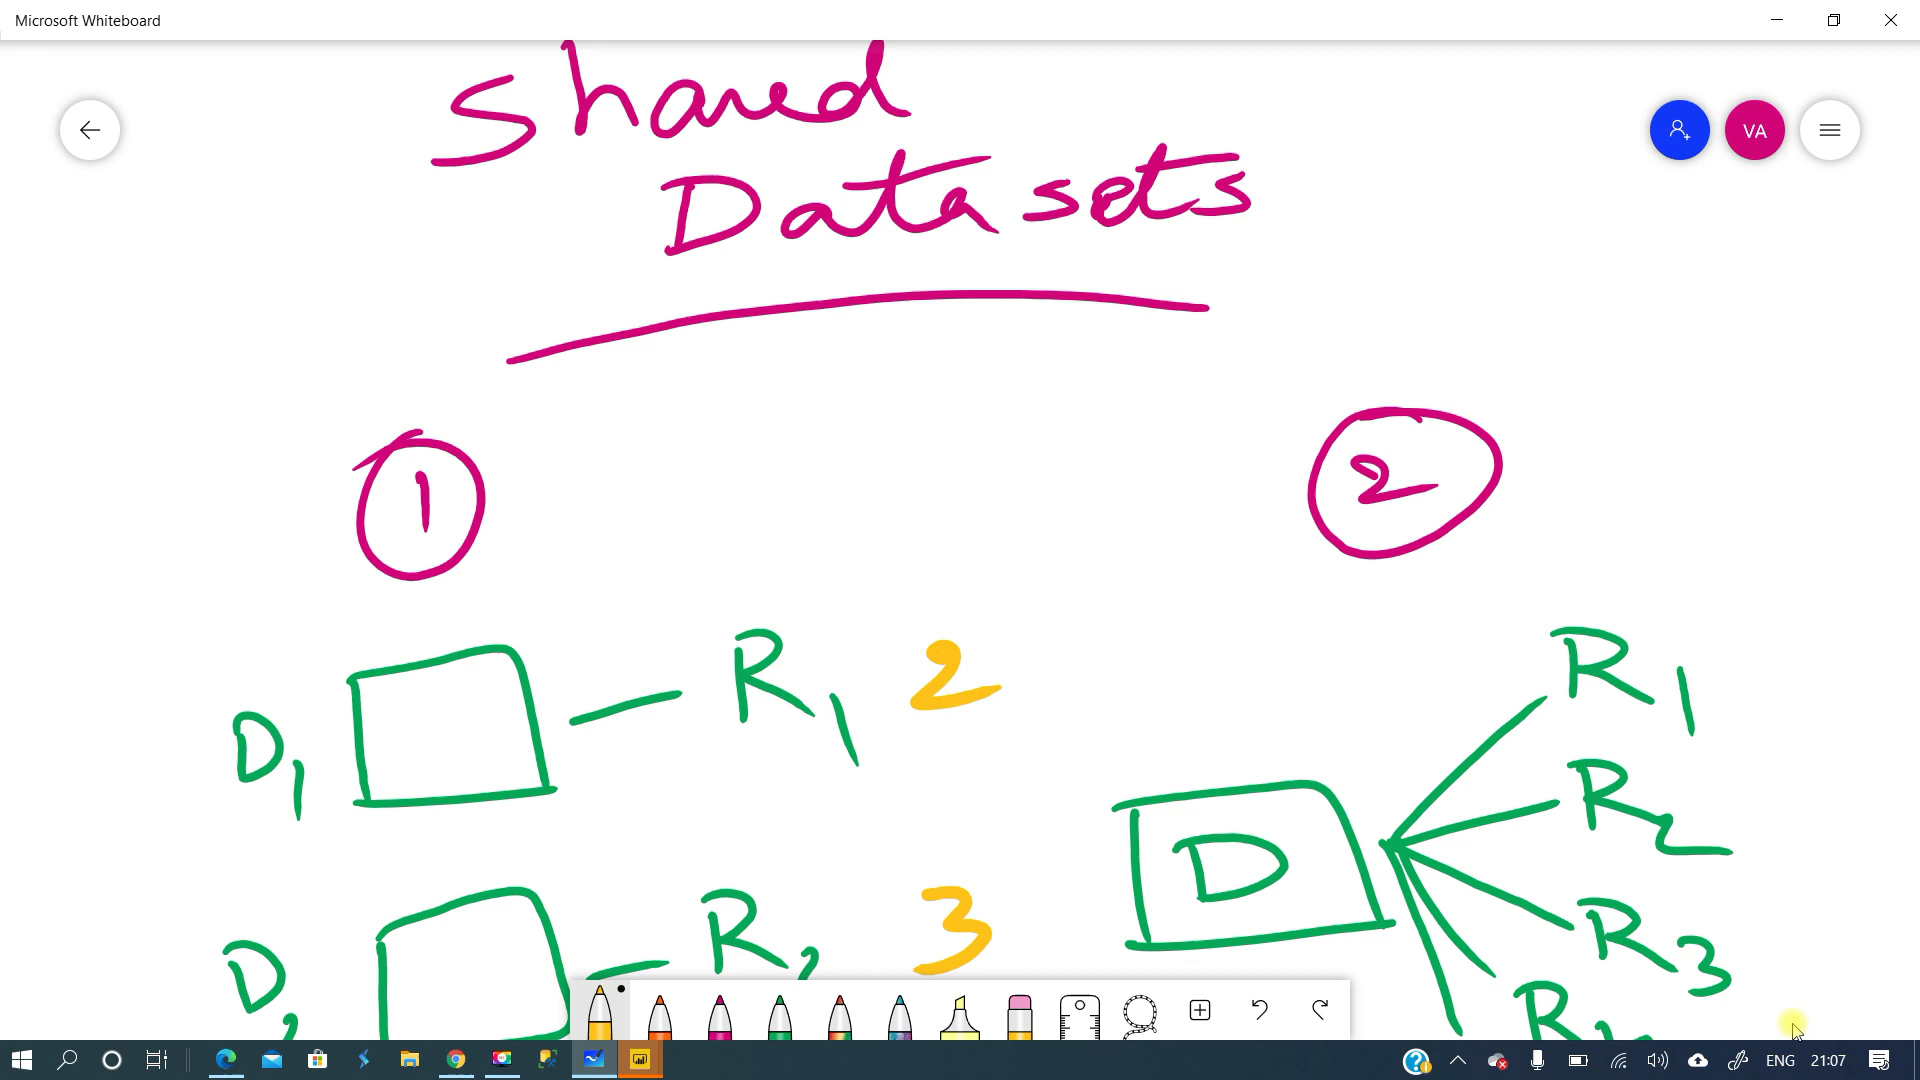 Microsoft Whiteboard
VA
Shared
Datasets
1
2
D1
R1
2
D
R1
R2
R3
D2
R2
3
ENG
21:07